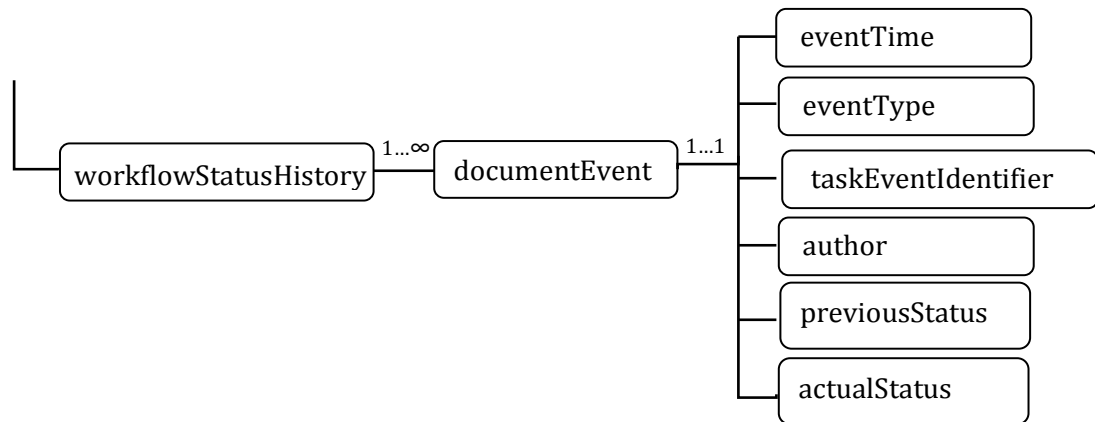 eventTime
eventType
workflowStatusHistory
1…∞
documentEvent
1…1
taskEventIdentifier
author
previousStatus
actualStatus